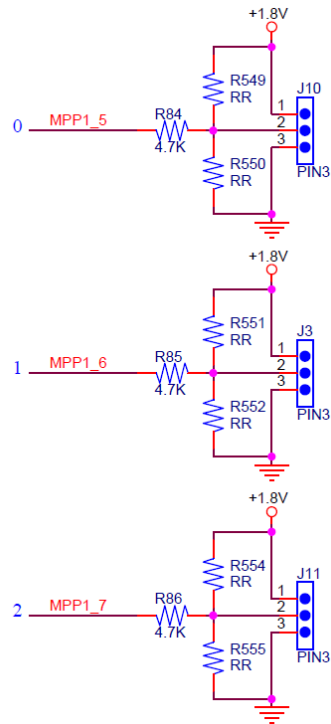 +1.8V
J10
R549
RR
1
R84
0
MPP1_5
2
4.7K
3
R550
RR
PIN3
+1.8V
J3
R551
RR
1
R85
1
MPP1_6
2
4.7K
3
R552
RR
PIN3
+1.8V
J11
R554
RR
1
R86
2
MPP1_7
2
4.7K
3
R555
RR
PIN3